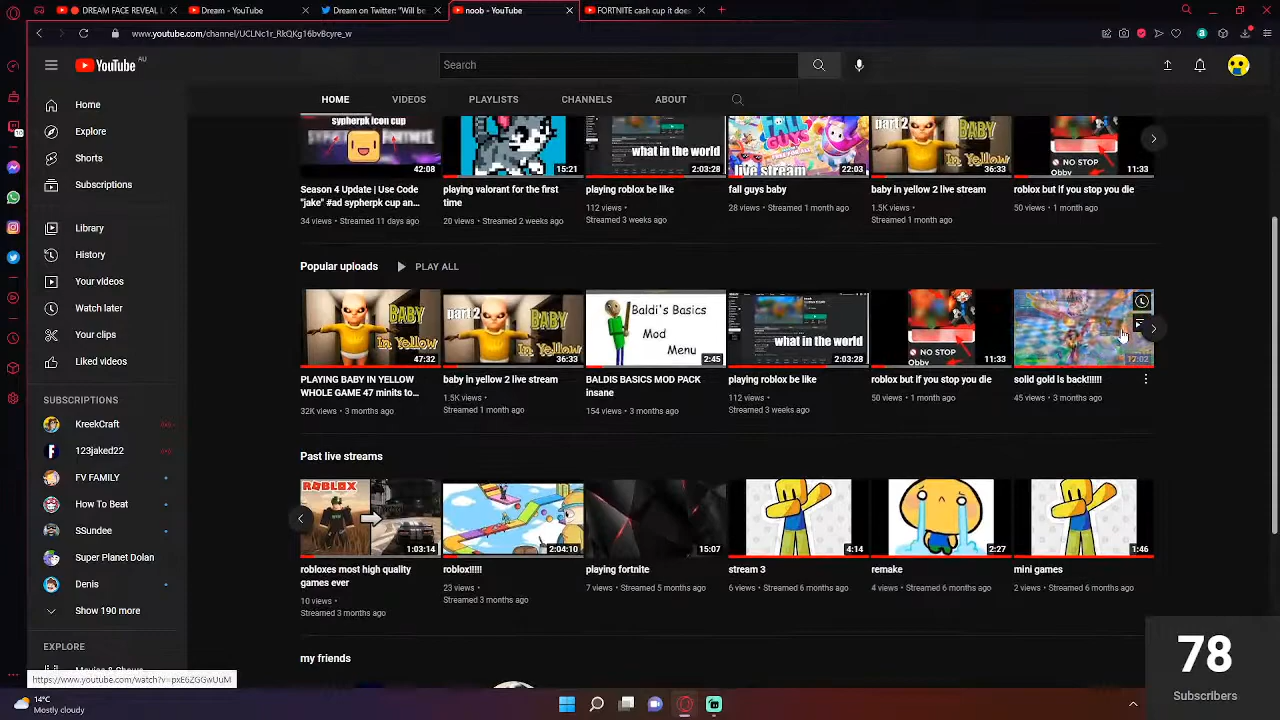 DREAM FACE REVEAL L
Dream - YouTube
Dream on Twitter: "Will be
noob - YouTube
FORTNITE cash cup it does
www.youtube.com/channel/UCLNc1r_RkQKg16bvBcyre_w
YouTube AU
Search
HOME VIDEOS PLAYLISTS CHANNELS ABOUT
Home
Explore
Shorts
Subscriptions
Library
History
Your videos
Watch later
Your clips
Liked videos
SUBSCRIPTIONS
KreekCraft
123jaked22
FV FAMILY
How To Beat
SSundee
Super Planet Dolan
Denis
Show 190 more
EXPLORE
Movies & Shows
10
sypherpk icon cup
42:08
15:21
what in the world
2:03:28
FALL GUYS
live stream
22:03
part 2
BABY
In Yellow
36:33
NO STOP
Obby
11:33
Season 4 Update | Use Code
"jake" #ad sypherpk cup an...
34 views • Streamed 11 days ago
playing valorant for the first
time
20 views • Streamed 2 weeks ago
playing roblox be like
112 views •
Streamed 3 weeks ago
fall guys baby
28 views • Streamed 1 month ago
baby in yellow 2 live stream
1.5K views •
Streamed 1 month ago
roblox but if you stop you die
50 views • 1 month ago
Popular uploads PLAY ALL
BABY
In Yellow
47:32
part 2
BABY
In Yellow
36:33
Baldi's Basics
Mod
Menu
2:45
what in the world
2:03:28
NO STOP
Obby
11:33
17:02
PLAYING BABY IN YELLOW
WHOLE GAME 47 minits to...
32K views • 3 months ago
baby in yellow 2 live stream
1.5K views •
Streamed 1 month ago
BALDIS BASICS MOD PACK
insane
154 views • 3 months ago
playing roblox be like
112 views •
Streamed 3 weeks ago
roblox but if you stop you die
50 views • 1 month ago
solid gold Is back!!!!!!
45 views • 3 months ago
Past live streams
ROBLOX
1:03:14
2:04:10
15:07
4:14
2:27
1:46
robloxes most high quality
games ever
10 views •
Streamed 3 months ago
roblox!!!!!
23 views •
Streamed 3 months ago
playing fortnite
7 views • Streamed 5 months ago
stream 3
6 views • Streamed 6 months ago
remake
4 views • Streamed 6 months ago
mini games
2 views • Streamed 6 months ago
my friends
78
Subscribers
https://www.youtube.com/watch?v=pxE6ZGGwUuM
14°C
Mostly cloudy